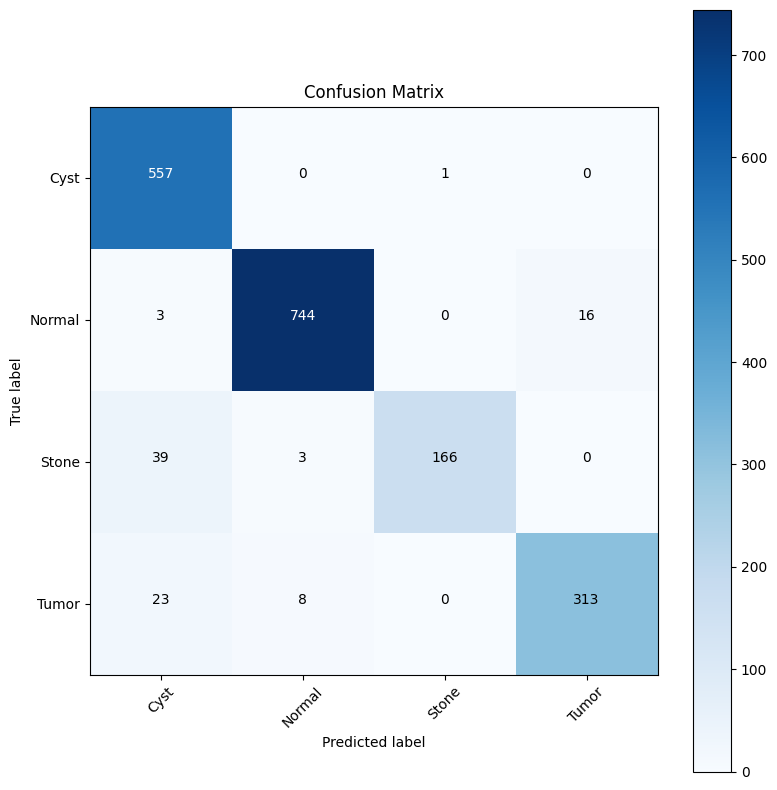 Confusion Matrix
Cyst 557 0 1 0
Normal 3 744 0 16
Stone 39 3 166 0
Tumor 23 8 0 313
Cyst Normal Stone Tumor
True label
Predicted label
700
600
500
400
300
200
100
0